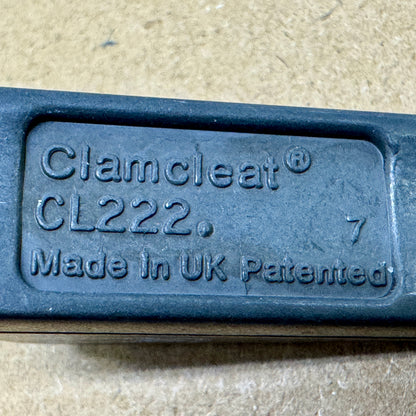 Clamcleat®
CL222. 7
Made In UK Patented